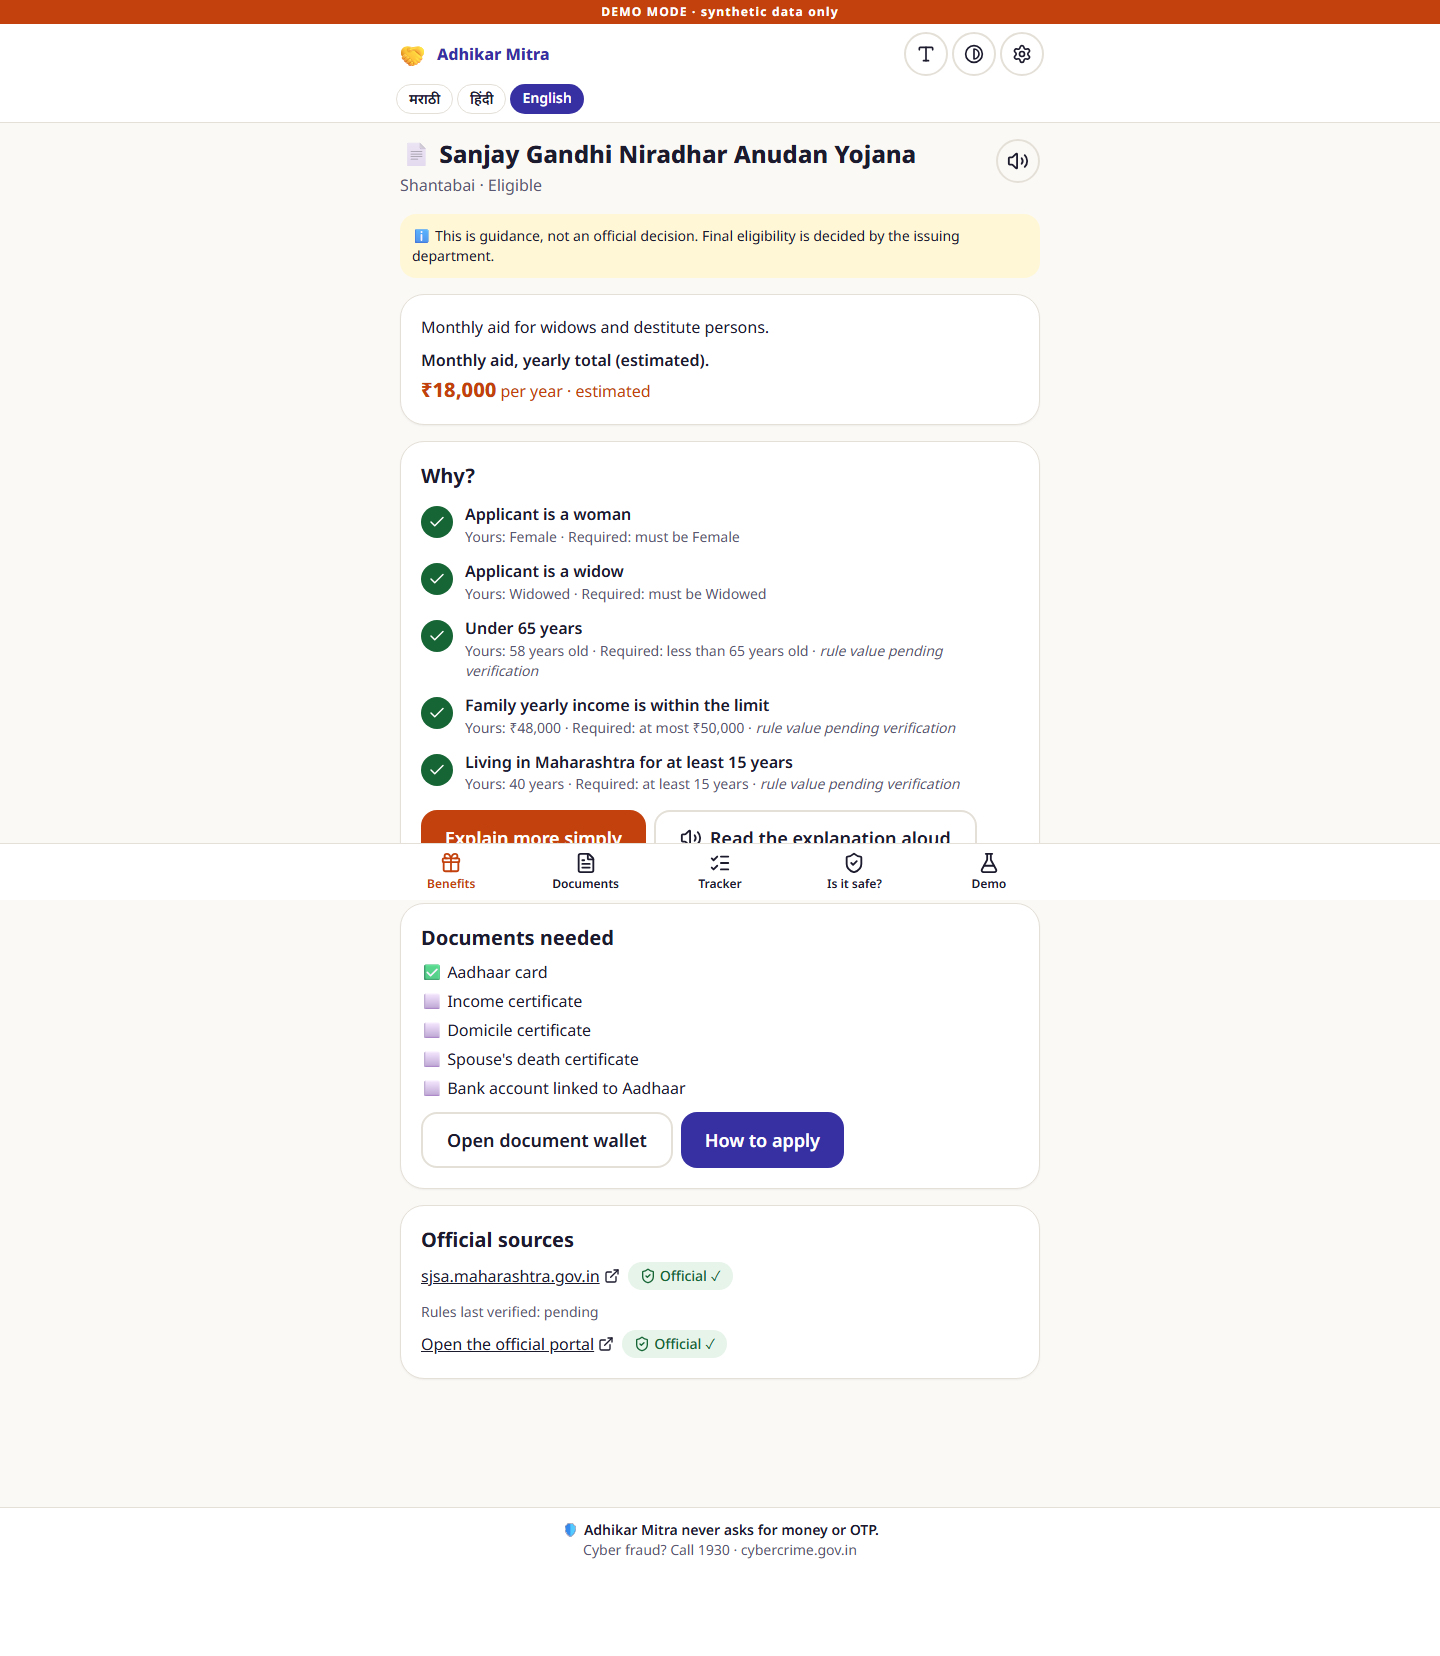 DEMO MODE · synthetic data only
Adhikar Mitra
मराठी
हिंदी
English
Sanjay Gandhi Niradhar Anudan Yojana
Shantabai · Eligible
This is guidance, not an official decision. Final eligibility is decided by the issuing
department.
Monthly aid for widows and destitute persons.
Monthly aid, yearly total (estimated).
₹18,000 per year · estimated
Why?
Applicant is a woman
Yours: Female · Required: must be Female
Applicant is a widow
Yours: Widowed · Required: must be Widowed
Under 65 years
Yours: 58 years old · Required: less than 65 years old · rule value pending
verification
Family yearly income is within the limit
Yours: ₹48,000 · Required: at most ₹50,000 · rule value pending verification
Living in Maharashtra for at least 15 years
Yours: 40 years · Required: at least 15 years · rule value pending verification
Explain more simply
Read the explanation aloud
Benefits
Documents
Tracker
Is it safe?
Demo
Documents needed
Aadhaar card
Income certificate
Domicile certificate
Spouse's death certificate
Bank account linked to Aadhaar
Open document wallet
How to apply
Official sources
sjsa.maharashtra.gov.in
Official ✓
Rules last verified: pending
Open the official portal
Official ✓
Adhikar Mitra never asks for money or OTP.
Cyber fraud? Call 1930 · cybercrime.gov.in